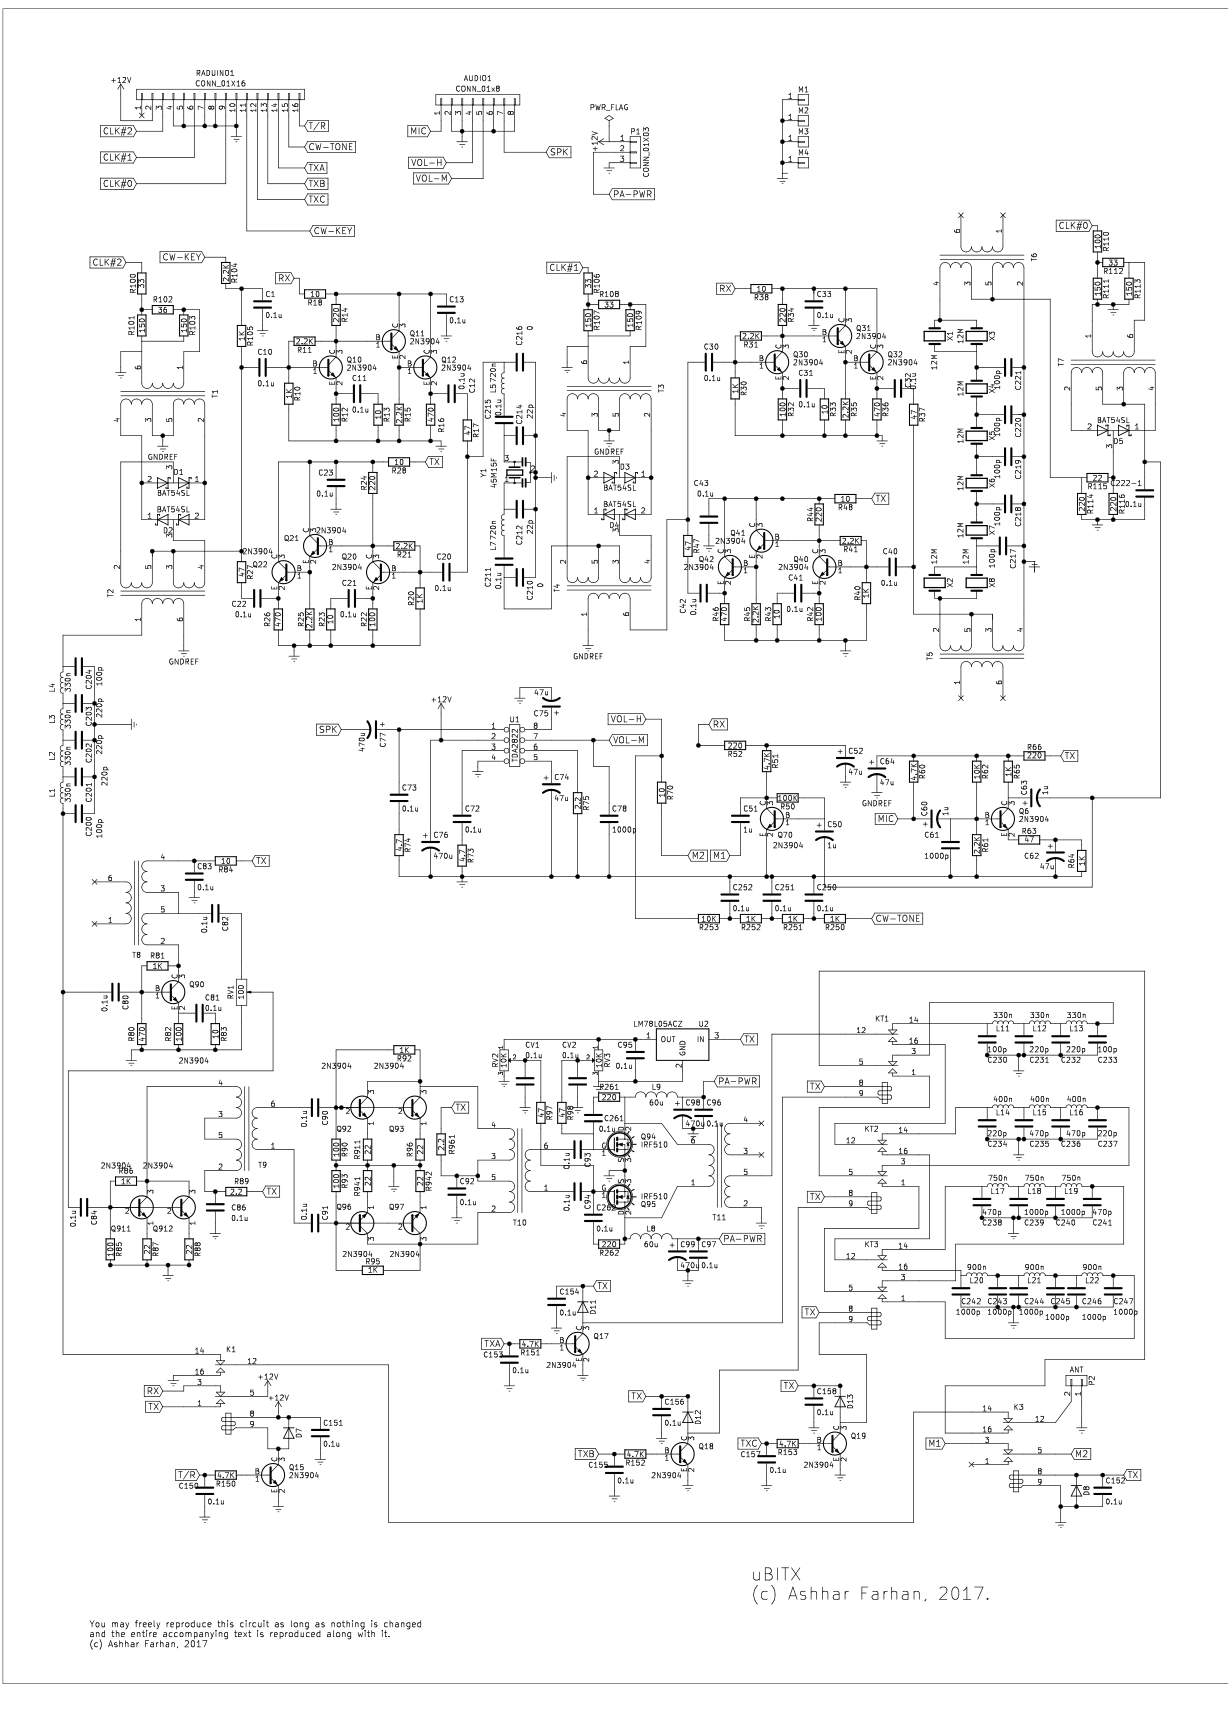 RADUINO1
CONN_01X16
+12V
1 2 3 4 5 6 7 8 9 10 11 12 13 14 15 16
CLK#2
CLK#1
CLK#0
T/R
CW-TONE
TXA
TXB
TXC
CW-KEY
AUDIO1
CONN_01x8
1 2 3 4 5 6 7 8
MIC
VOL-H
VOL-M
SPK
PWR_FLAG
+12V
P1
CONN_01X03
1
2
3
PA-PWR
1 M1
1 M2
1 M3
1 M4
CLK#2
R100 33
R102 36
R101 150
R103 150
T1
GNDREF
D1
BAT54SL
BAT54SL
D2
T2
GNDREF
CW-KEY
R104 2.2K
C1 0.1u
R105
C10 0.1u
RX
R18 10
R14 220
R11 2.2K
R10 1K
Q10 2N3904
Q11 2N3904
Q12 2N3904
C13 0.1u
C11 0.1u
R12 100
R13 10
R15 2.2K
R16 470
C12 0.1u
R17 47
R28 10
TX
R24 220
C23 0.1u
Q21 2N3904
Q22 2N3904
Q20 2N3904
R21 2.2K
C20 0.1u
R20 1K
R27 47
C22 0.1u
R26 470
R25 2.2K
R23 10
C21 0.1u
R22 100
C216 0
L5 720n
C215 0.1u
C214 22p
Y1 45M15F
L7 720n
C212 22p
C211 0.1u
C210 0
CLK#1
R106 33
R108 33
R107 150
R109 150
T3
GNDREF
D3
BAT54SL
BAT54SL
D4
T4
GNDREF
RX
R38 10
R34 220
C33 0.1u
R31 2.2K
C30 0.1u
R30 1K
Q30 2N3904
Q31 2N3904
Q32 2N3904
C31 0.1u
R32 100
R33 10
R35 2.2K
R36 470
C32 0.1u
R37 47
C43 0.1u
R48 10
TX
R44 220
Q41 2N3904
Q42 2N3904
Q40 2N3904
R41 2.2K
C40 0.1u
R40 1K
R47 47
C42 0.1u
R46 470
R45 2.2K
R43 10
C41 0.1u
R42 100
T6
X1 12M
X3 12M
X4 12M
X5 12M
X6 12M
X7 12M
X2 12M
X8 12M
C221 100p
C220 100p
C219 100p
C218 100p
C217 100p
T5
CLK#0
R110 100
R112 33
R111 150
R113 150
T7
BAT54SL
D5
R115 22
R114 220
R116 220
C222-1 0.1u
L4 330n
C204 100p
L3 330n
C203 220p
L2 330n
C202 220p
L1 330n
C201 220p
C200 100p
SPK
C77 470u
+12V
U1
TDA2822
C75 47u
VOL-M
C74 47u
R75 2.2
C78 1000p
C73 0.1u
R74 4.7
C76 470u
C72 0.1u
R73 4.7
VOL-H
R70 10
M2
M1
RX
R52 220
R51 4.7K
C52 47u
R50 100K
C51 1u
Q70 2N3904
C50 1u
C64 47u
GNDREF
MIC
R60 4.7K
C60 1u
R62 10K
R65 1K
R66 220
TX
C63 1u
Q6 2N3904
C61 1000p
R61 2.2K
R63 47
C62 47u
R64 1K
C252 0.1u
C251 0.1u
C250 0.1u
R253 10K
R252 1K
R251 1K
R250 1K
CW-TONE
T8
C83 0.1u
R84 10
TX
C82 0.1u
R81 1K
Q90
C80 0.1u
C81 0.1u
RV1 100
R80 470
R82 100
R83 10
2N3904
T9
R89 2.2
TX
C86 0.1u
2N3904 2N3904
R86 1K
C84 0.1u
Q911 Q912
R85 100
R87 22
R88 22
R92 1K
2N3904 2N3904
C90 0.1u
Q92 Q93
R90 100
R911 22
R96 22
R93 100
R941 22
R942 22
C91 0.1u
Q96 Q97
2N3904 2N3904
R95 1K
TX
R961 2.2
C92 0.1u
T10
RV2 10K
CV1 0.1u
CV2 0.1u
RV3 10K
R97 47
R98 47
C95 0.1u
LM78L05ACZ U2
OUT IN
GND
TX
R261 220
L9 60u
PA-PWR
C98 470u
C96 0.1u
C261 0.1u
C93 0.1u
Q94 IRF510
IRF510 Q95
C94 0.1u
C262 0.1u
R262 220
L8 60u
PA-PWR
C99 470u
C97 0.1u
T11
KT1
KT2
KT3
TX
TX
TX
330n 330n 330n
L11 L12 L13
100p 220p 220p 100p
C230 C231 C232 C233
400n 400n 400n
L14 L15 L16
220p 470p 470p 220p
C234 C235 C236 C237
750n 750n 750n
L17 L18 L19
470p 1000p 1000p 470p
C238 C239 C240 C241
900n 900n 900n
L20 L21 L22
C242 C243 C244 C245 C246 C247
1000p 1000p 1000p 1000p 1000p 1000p
TX
C154 0.1u
D11
TXA
R151 4.7K
C153 0.1u
Q17 2N3904
TX
C156 0.1u
D12
TXB
R152 4.7K
C155 0.1u
Q18 2N3904
TX
C158 0.1u
D13
TXC
R153 4.7K
C157 0.1u
Q19 2N3904
K1
RX
TX
+12V
+12V
C151 0.1u
D7
T/R
R150 4.7K
C150 0.1u
Q15 2N3904
ANT
P2
K3
M1
M2
TX
D8
C152 0.1u
uBITX
(c) Ashhar Farhan, 2017.
You may freely reproduce this circuit as long as nothing is changed
and the entire accompanying text is reproduced along with it.
(c) Ashhar Farhan, 2017